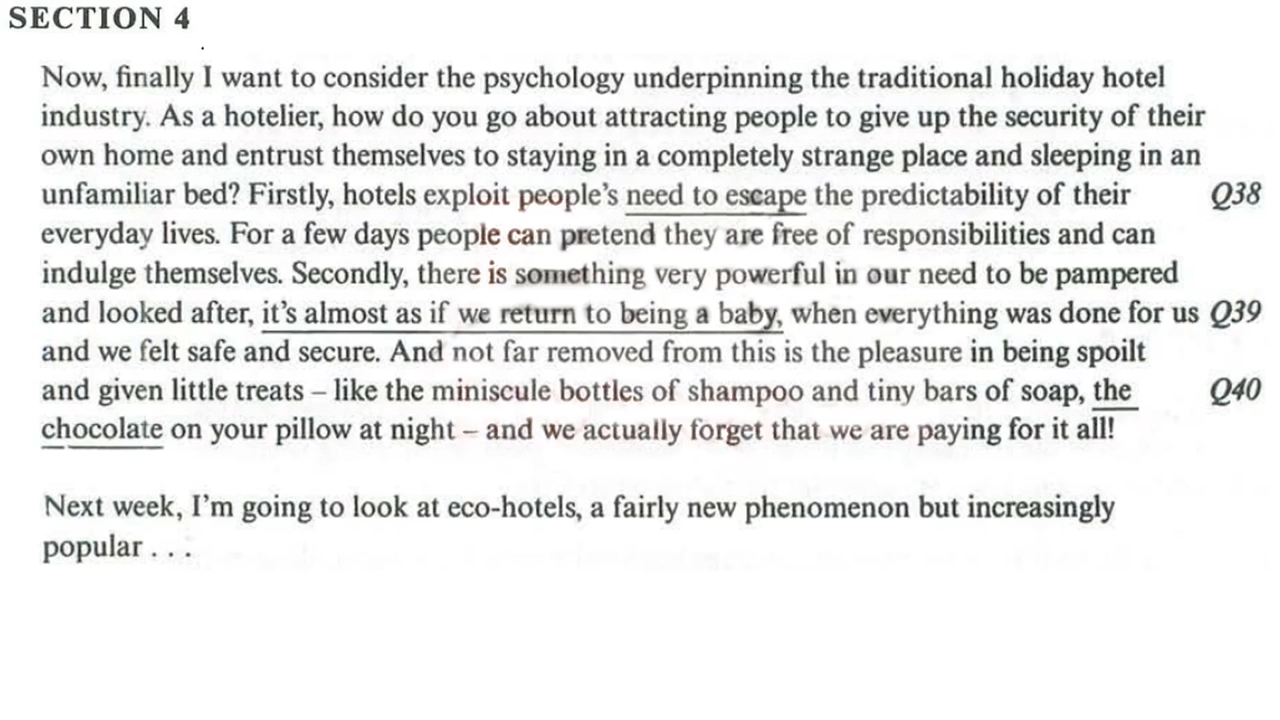 SECTION 4
Now, finally I want to consider the psychology underpinning the traditional holiday hotel
industry. As a hotelier, how do you go about attracting people to give up the security of their
own home and entrust themselves to staying in a completely strange place and sleeping in an
unfamiliar bed? Firstly, hotels exploit people's need to escape the predictability of their Q38
everyday lives. For a few days people can pretend they are free of responsibilities and can
indulge themselves. Secondly, there is something very powerful in our need to be pampered
and looked after, it's almost as if we return to being a baby, when everything was done for us Q39
and we felt safe and secure. And not far removed from this is the pleasure in being spoilt
and given little treats – like the miniscule bottles of shampoo and tiny bars of soap, the Q40
chocolate on your pillow at night – and we actually forget that we are paying for it all!
Next week, I'm going to look at eco-hotels, a fairly new phenomenon but increasingly
popular . . .